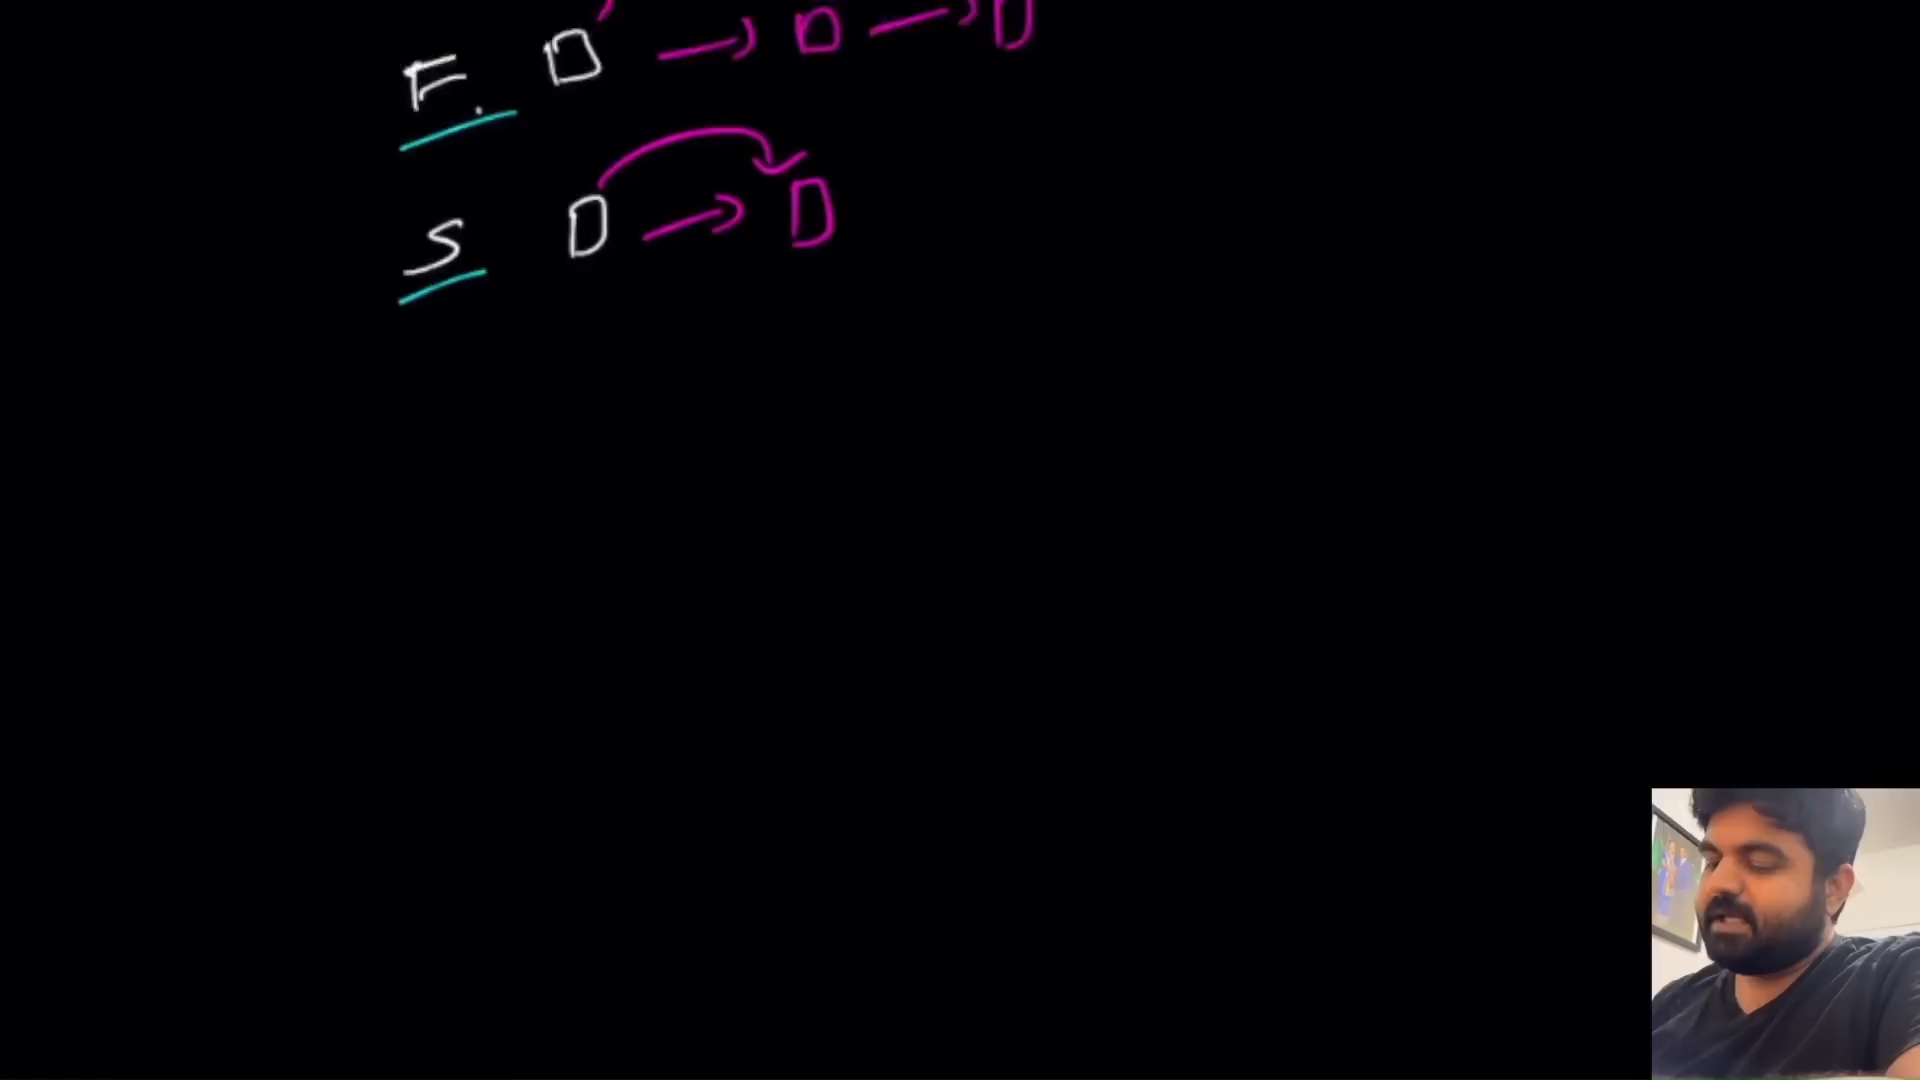 F. D → D → D
S D → D